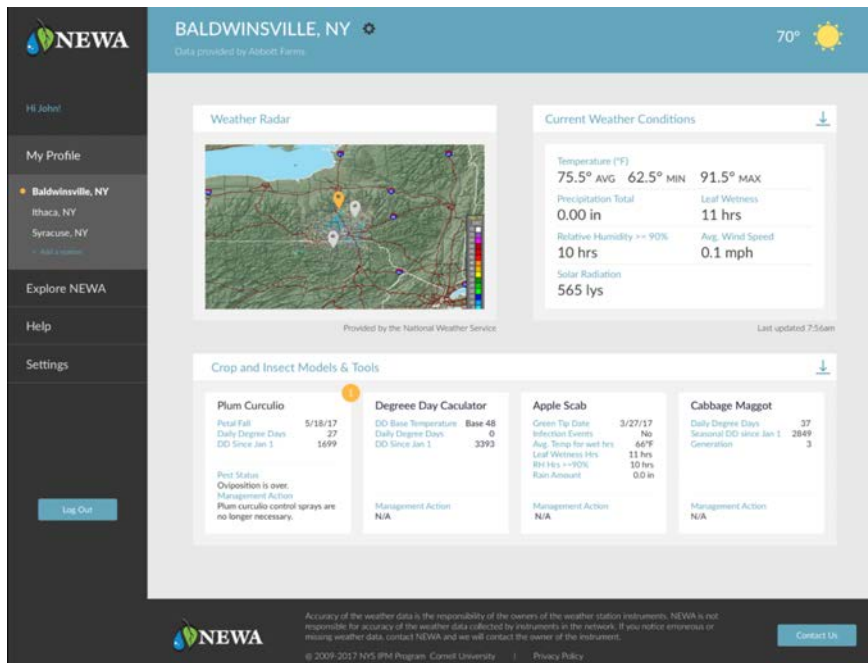 NEWA
BALDWINSVILLE, NY
Data provided by Abbott Farms
70°
Hi John!
My Profile
Baldwinsville, NY
Ithaca, NY
Syracuse, NY
+ Add a station
Explore NEWA
Help
Settings
Log Out
Weather Radar
Provided by the National Weather Service
Current Weather Conditions
Temperature (°F)
75.5° AVG 62.5° MIN 91.5° MAX
Precipitation Total Leaf Wetness
0.00 in 11 hrs
Relative Humidity >= 90% Avg. Wind Speed
10 hrs 0.1 mph
Solar Radiation
565 lys
Last updated 7:56am
Crop and Insect Models & Tools
Plum Curculio
Petal Fall 5/18/17
Daily Degree Days 27
DD Since Jan 1 1699
Pest Status
Oviposition is over.
Management Action
Plum curculio control sprays are
no longer necessary.
Degreee Day Caculator
DD Base Temperature Base 48
Daily Degree Days 0
DD Since Jan 1 3393
Management Action
N/A
Apple Scab
Green Tip Date 3/27/17
Infection Events No
Avg. Temp for wet hrs 66°F
Leaf Wetness Hrs 11 hrs
RH Hrs >=90% 10 hrs
Rain Amount 0.0 in
Management Action
N/A
Cabbage Maggot
Daily Degree Days 37
Seasonal DD since Jan 1 2849
Generation 3
Management Action
N/A
NEWA
Accuracy of the weather data is the responsibility of the owners of the weather station instruments. NEWA is not
responsible for accuracy of the weather data collected by instruments in the network. If you notice erroneous or
missing weather data, contact NEWA and we will contact the owner of the instrument.
© 2009-2017 NYS IPM Program Cornell University | Privacy Policy
Contact Us